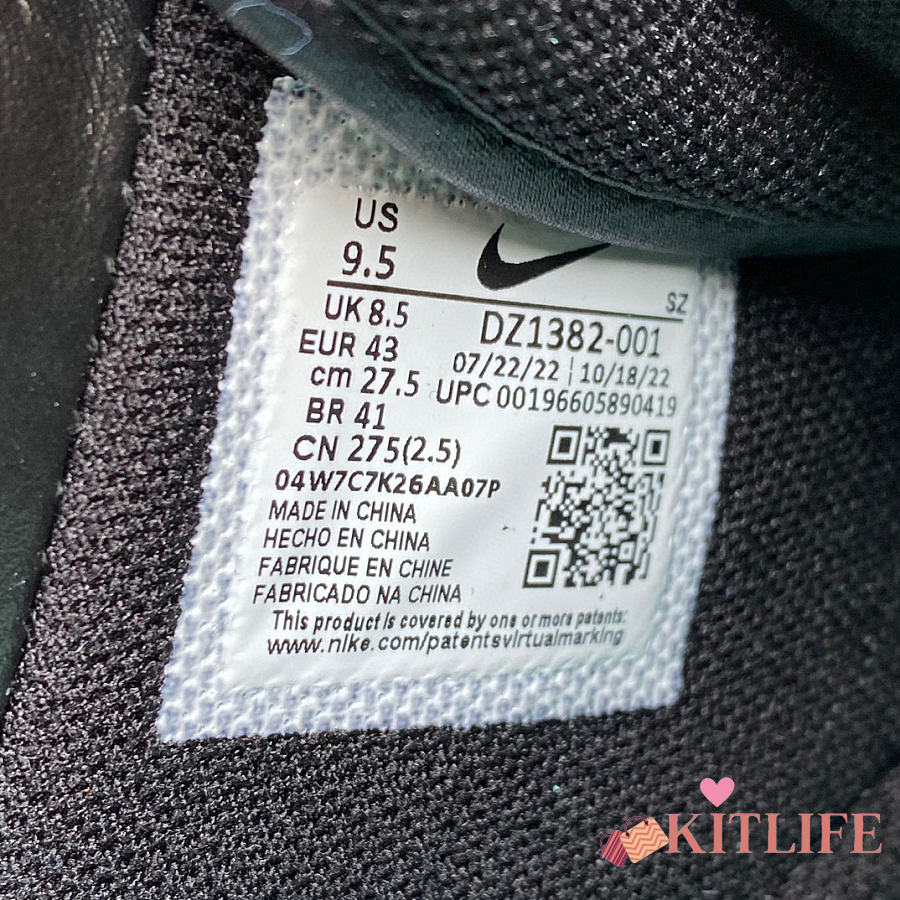 US
9.5
SZ
UK 8.5
DZ1382-001
EUR 43
07/22/22 | 10/18/22
cm 27.5
UPC 00196605890419
BR 41
CN 275(2.5)
04W7C7K26AA07P
MADE IN CHINA
HECHO EN CHINA
FABRIQUE EN CHINE
FABRICADO NA CHINA
This product is covered by one or more patents:
www.nike.com/patentsvirtualmarking
KITLIFE